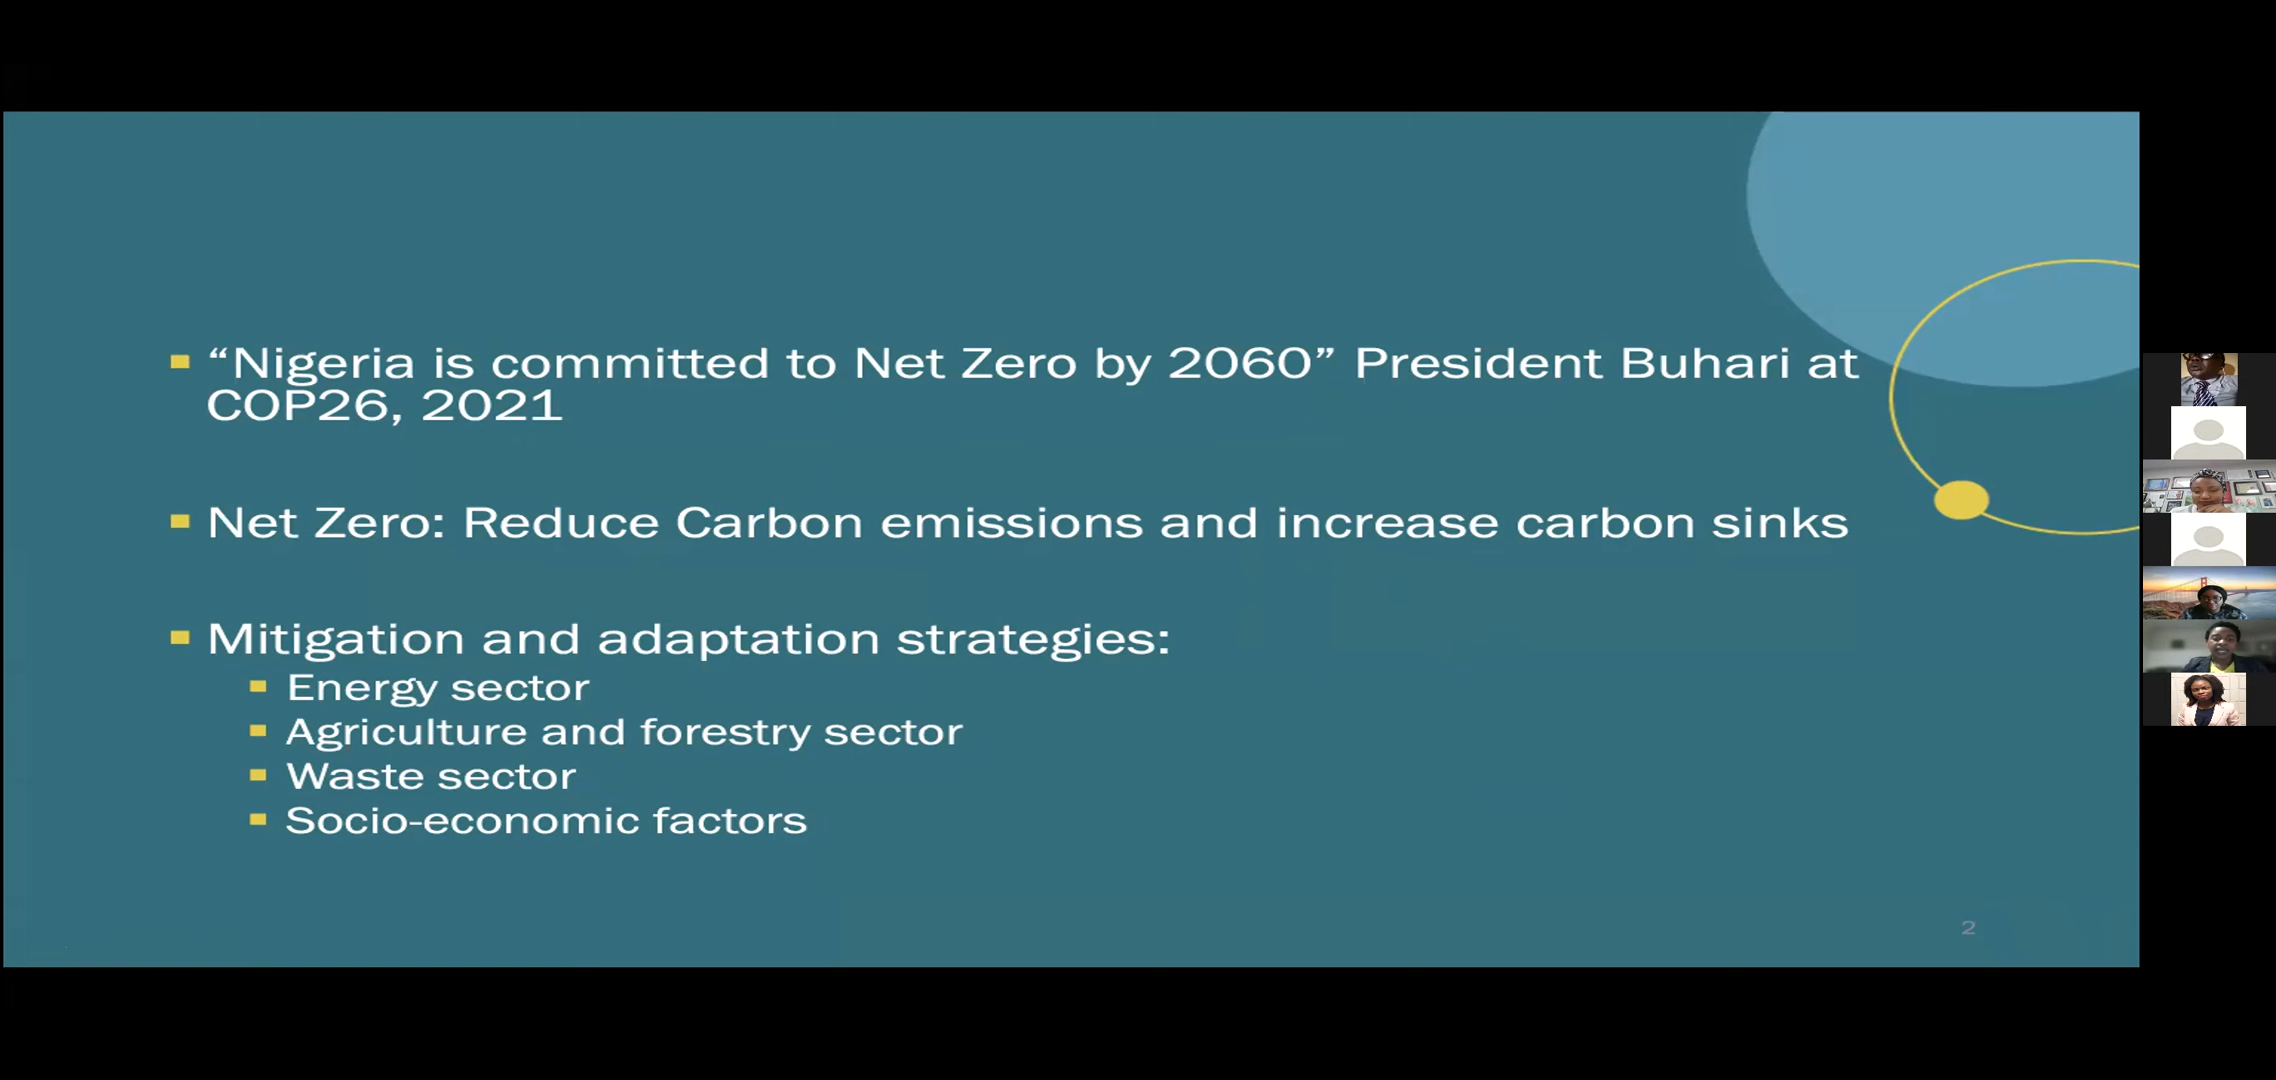 “Nigeria is committed to Net Zero by 2060” President Buhari at
COP26, 2021
Net Zero: Reduce Carbon emissions and increase carbon sinks
Mitigation and adaptation strategies:
Energy sector
Agriculture and forestry sector
Waste sector
Socio-economic factors
2